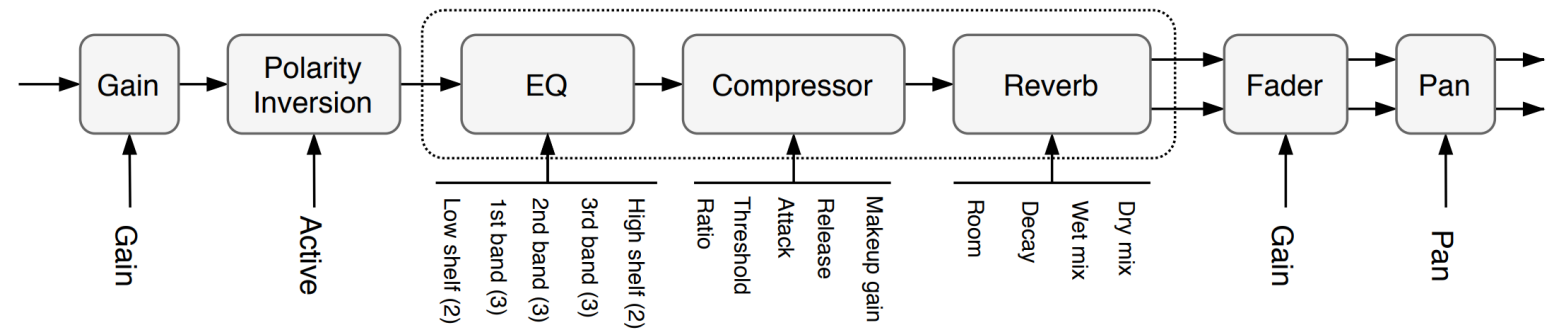 Gain
Polarity
Inversion
EQ
Compressor
Reverb
Fader
Pan
Gain
Active
Low shelf (2)
1st band (3)
2nd band (3)
3rd band (3)
High shelf (2)
Ratio
Threshold
Attack
Release
Makeup gain
Room
Decay
Wet mix
Dry mix
Gain
Pan